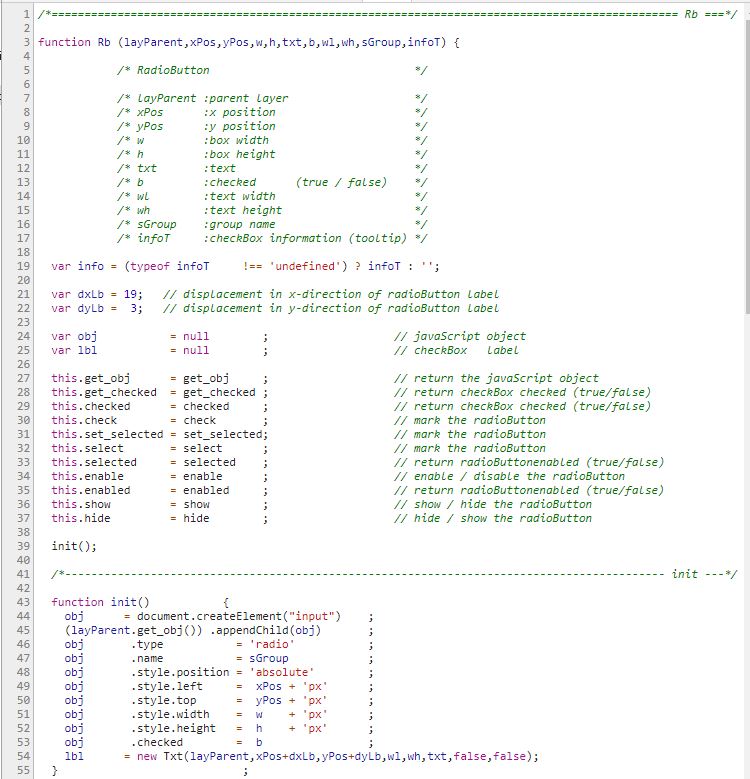 1 /*=============================================================================================== Rb ===*/
2
3 function Rb (layParent,xPos,yPos,w,h,txt,b,wl,wh,sGroup,infoT) {
4
5 /* RadioButton */
6
7 /* layParent :parent layer */
8 /* xPos :x position */
9 /* yPos :y position */
10 /* w :box width */
11 /* h :box height */
12 /* txt :text */
13 /* b :checked (true / false) */
14 /* wl :text width */
15 /* wh :text height */
16 /* sGroup :group name */
17 /* infoT :checkBox information (tooltip) */
18
19 var info = (typeof infoT !== 'undefined') ? infoT : '';
20
21 var dxLb = 19; // displacement in x-direction of radioButton label
22 var dyLb = 3; // displacement in y-direction of radioButton label
23
24 var obj = null ; // javaScript object
25 var lbl = null ; // checkBox label
26
27 this.get_obj = get_obj ; // return the javaScript object
28 this.get_checked = get_checked ; // return checkBox checked (true/false)
29 this.checked = checked ; // return checkBox checked (true/false)
30 this.check = check ; // mark the radioButton
31 this.set_selected = set_selected; // mark the radioButton
32 this.select = select ; // mark the radioButton
33 this.selected = selected ; // return radioButtonenabled (true/false)
34 this.enable = enable ; // enable / disable the radioButton
35 this.enabled = enabled ; // return radioButtonenabled (true/false)
36 this.show = show ; // show / hide the radioButton
37 this.hide = hide ; // hide / show the radioButton
38
39 init();
40
41 /*------------------------------------------------------------------------------------------- init ---*/
42
43 function init() {
44 obj = document.createElement("input") ;
45 (layParent.get_obj()) .appendChild(obj) ;
46 obj .type = 'radio' ;
47 obj .name = sGroup ;
48 obj .style.position = 'absolute' ;
49 obj .style.left = xPos + 'px' ;
50 obj .style.top = yPos + 'px' ;
51 obj .style.width = w + 'px' ;
52 obj .style.height = h + 'px' ;
53 obj .checked = b ;
54 lbl = new Txt(layParent,xPos+dxLb,yPos+dyLb,wl,wh,txt,false,false);
55 } ;